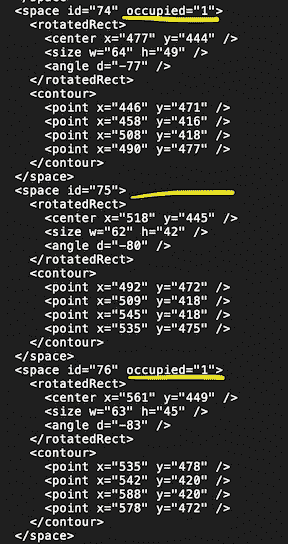 </space>
<space id="74" occupied="1">
<rotatedRect>
<center x="477" y="444" />
<size w="64" h="49" />
<angle d="-77" />
</rotatedRect>
<contour>
<point x="446" y="471" />
<point x="458" y="416" />
<point x="508" y="418" />
<point x="490" y="477" />
</contour>
</space>
<space id="75">
<rotatedRect>
<center x="518" y="445" />
<size w="62" h="42" />
<angle d="-80" />
</rotatedRect>
<contour>
<point x="492" y="472" />
<point x="509" y="418" />
<point x="545" y="418" />
<point x="535" y="475" />
</contour>
</space>
<space id="76" occupied="1">
<rotatedRect>
<center x="561" y="449" />
<size w="63" h="45" />
<angle d="-83" />
</rotatedRect>
<contour>
<point x="535" y="478" />
<point x="542" y="420" />
<point x="588" y="420" />
<point x="578" y="472" />
</contour>
</space>